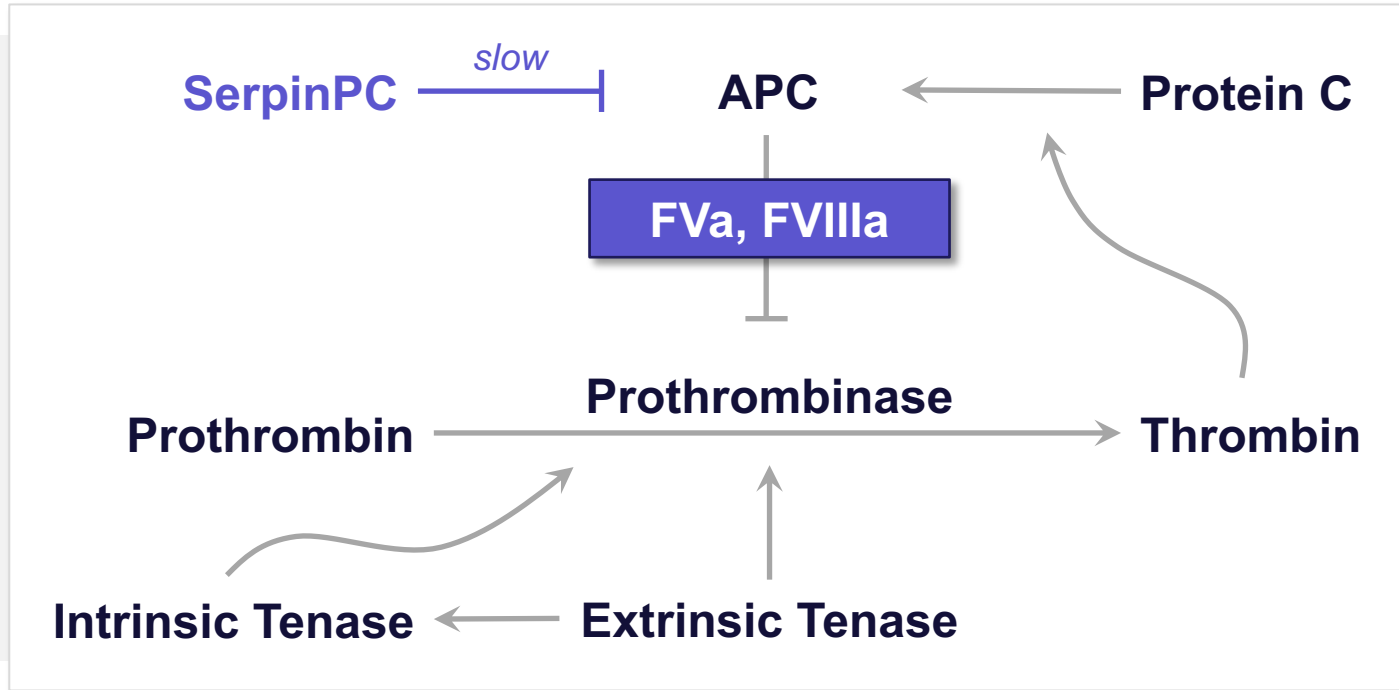 slow
SerpinPC
APC
Protein C
FVa, FVIIIa
Prothrombinase
Prothrombin
Thrombin
Intrinsic Tenase
Extrinsic Tenase